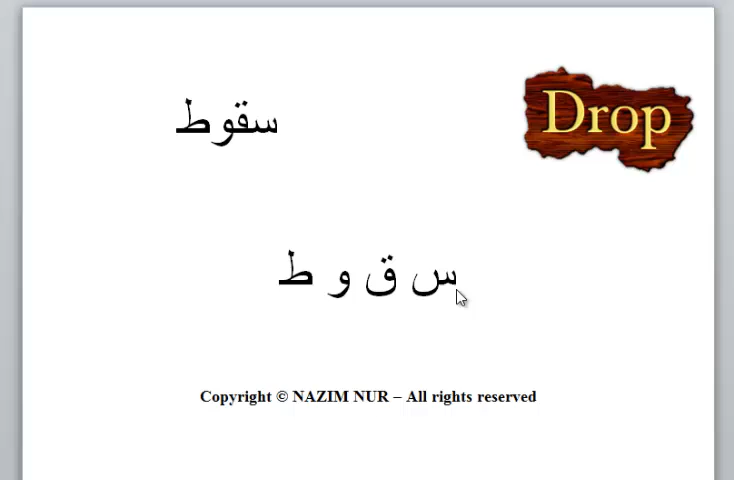 سقوط
Drop
س ق و ط
Copyright © NAZIM NUR – All rights reserved